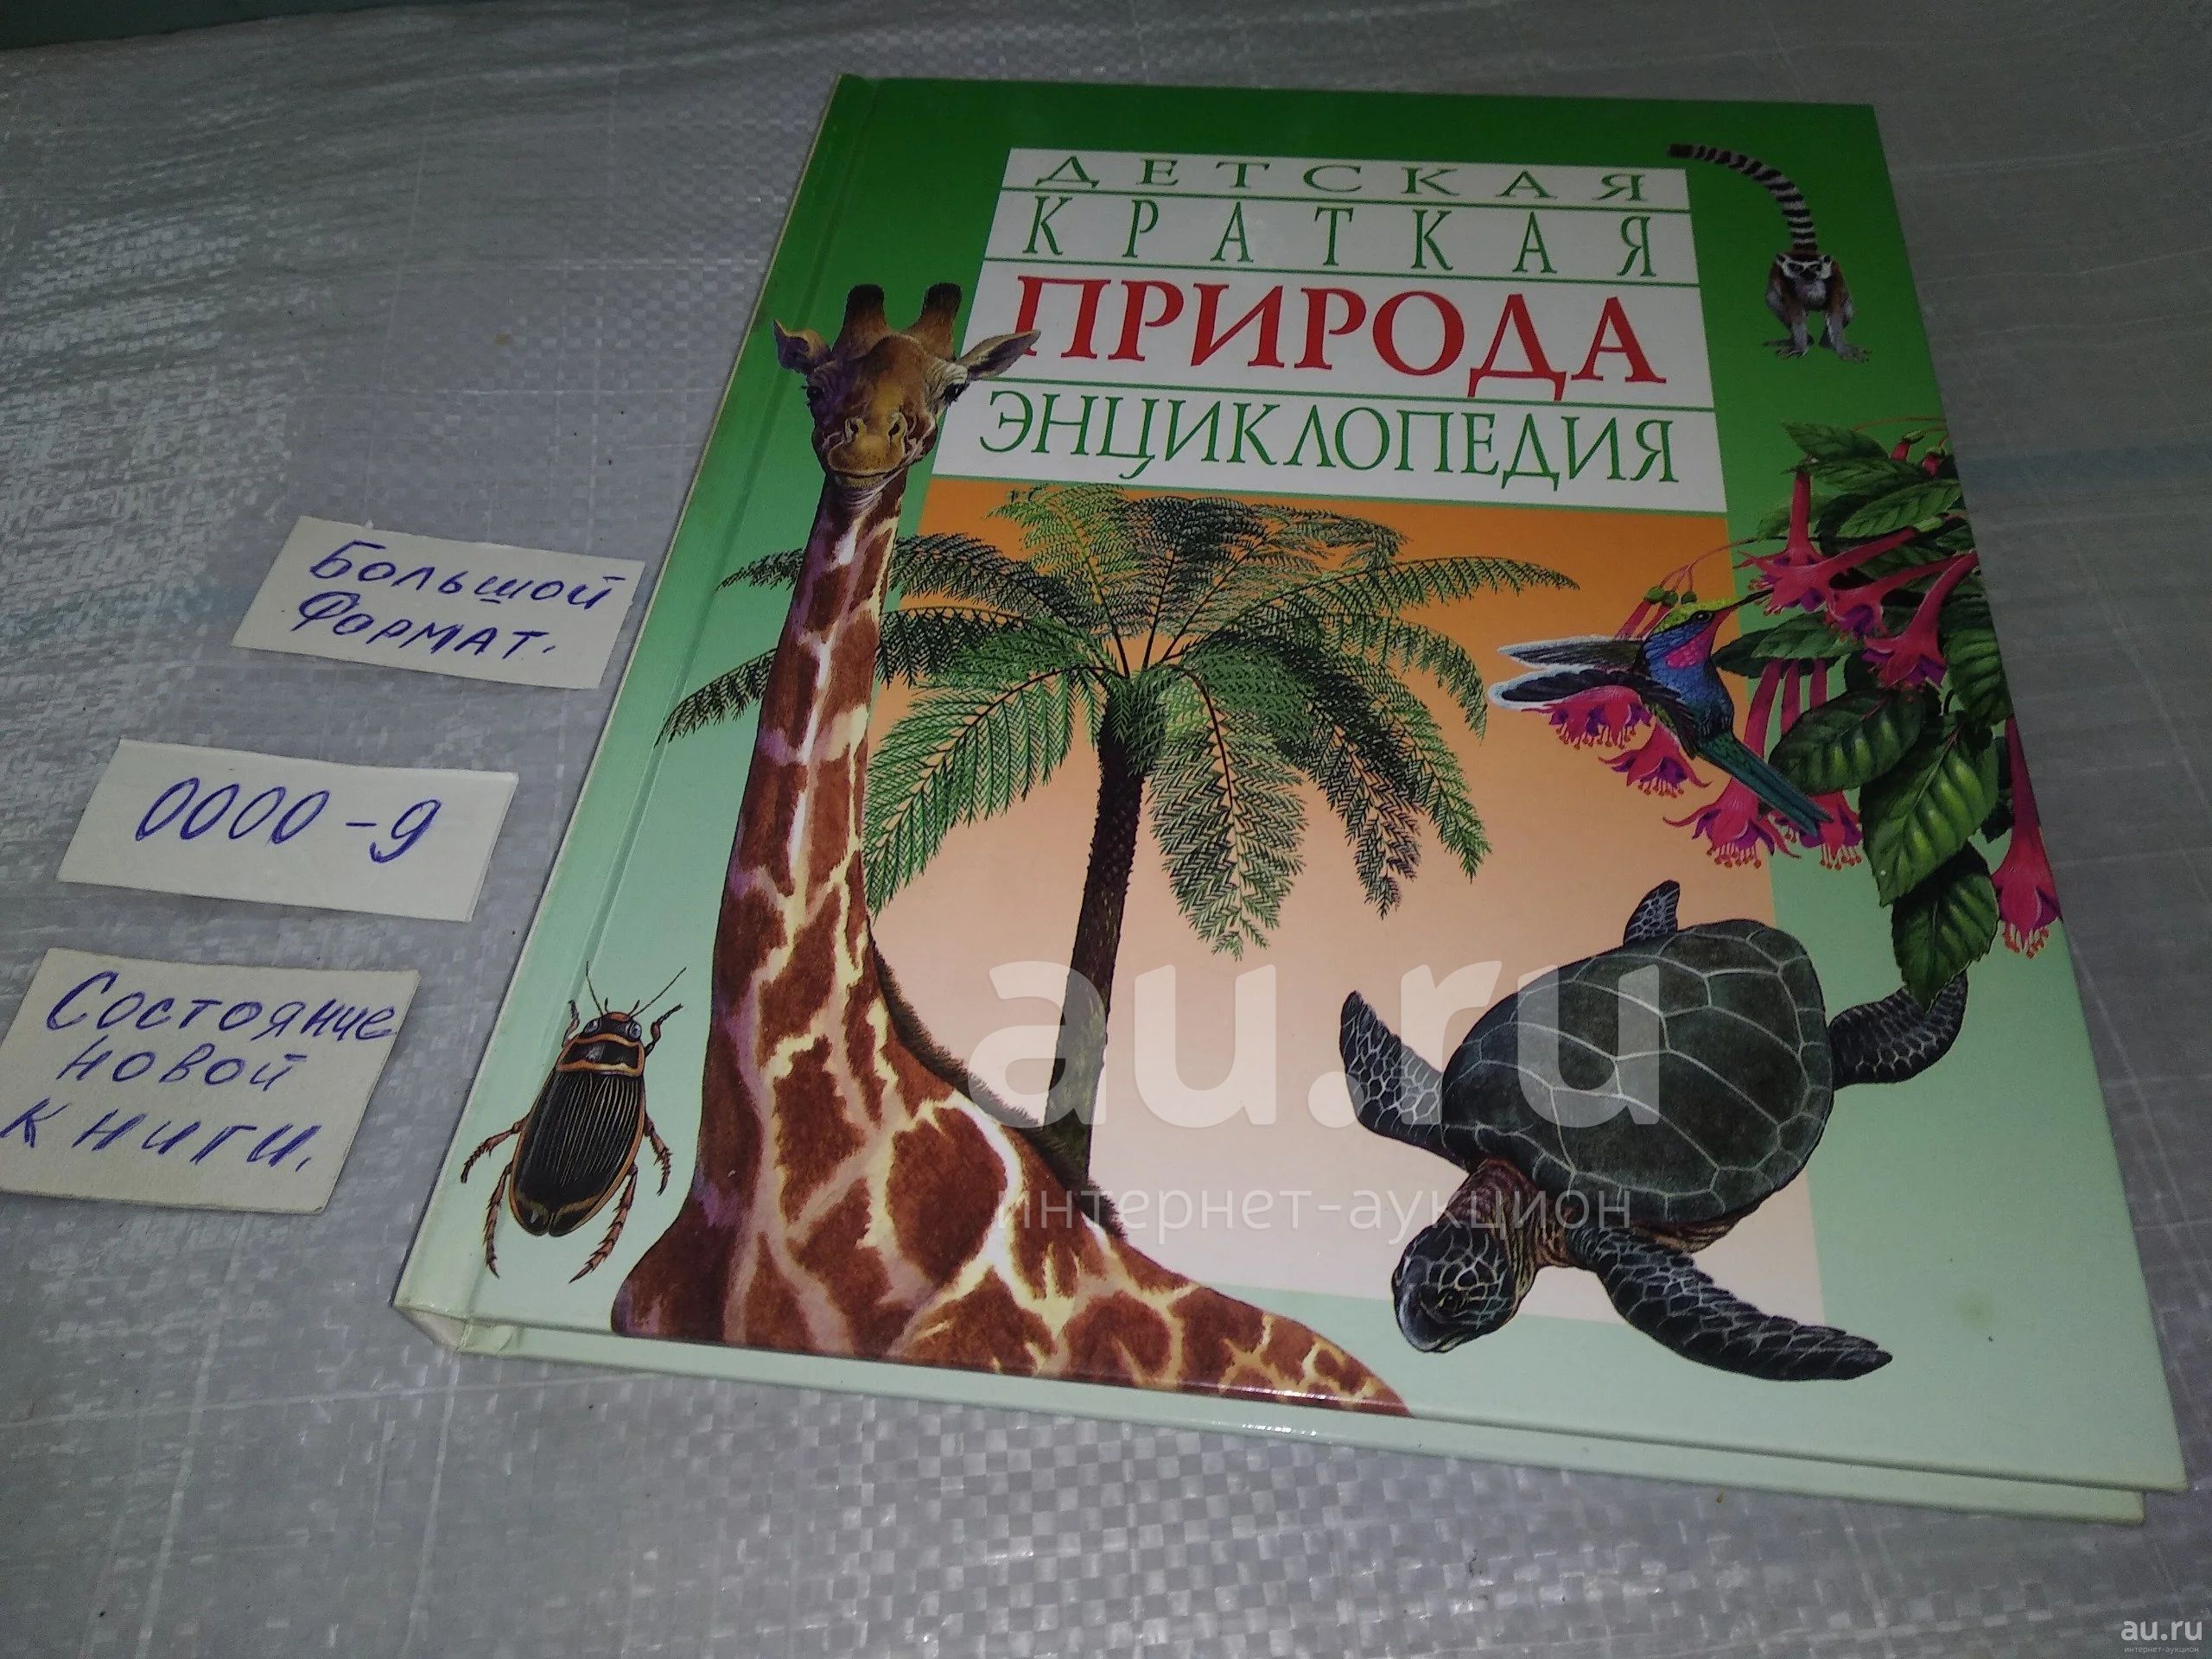 ДЕТСКАЯ
КРАТКАЯ
ПРИРОДА
ЭНЦИКЛОПЕДИЯ
Большой
Формат.
0000-9
Состояние
новой
книги.
au.ru
интернет-аукцион
au.ru
интернет-аукцион